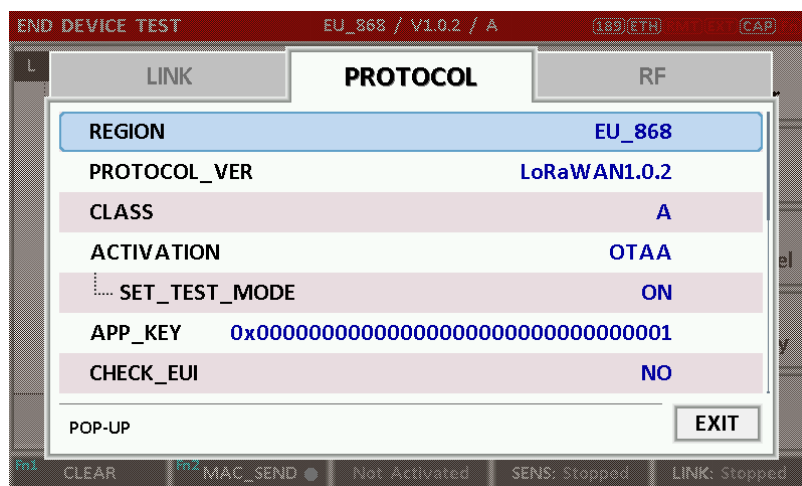 END DEVICE TEST EU_868 / V1.0.2 / A (189)(ETH) (CAP)
L
LINK PROTOCOL RF
REGION EU_868
PROTOCOL_VER LoRaWAN1.0.2
CLASS A
ACTIVATION OTAA
SET_TEST_MODE ON
APP_KEY 0x00000000000000000000000000000001
CHECK_EUI NO
POP-UP EXIT
Fn1 CLEAR Fn2 MAC_SEND Not Activated SENS: Stopped LINK: Stopped